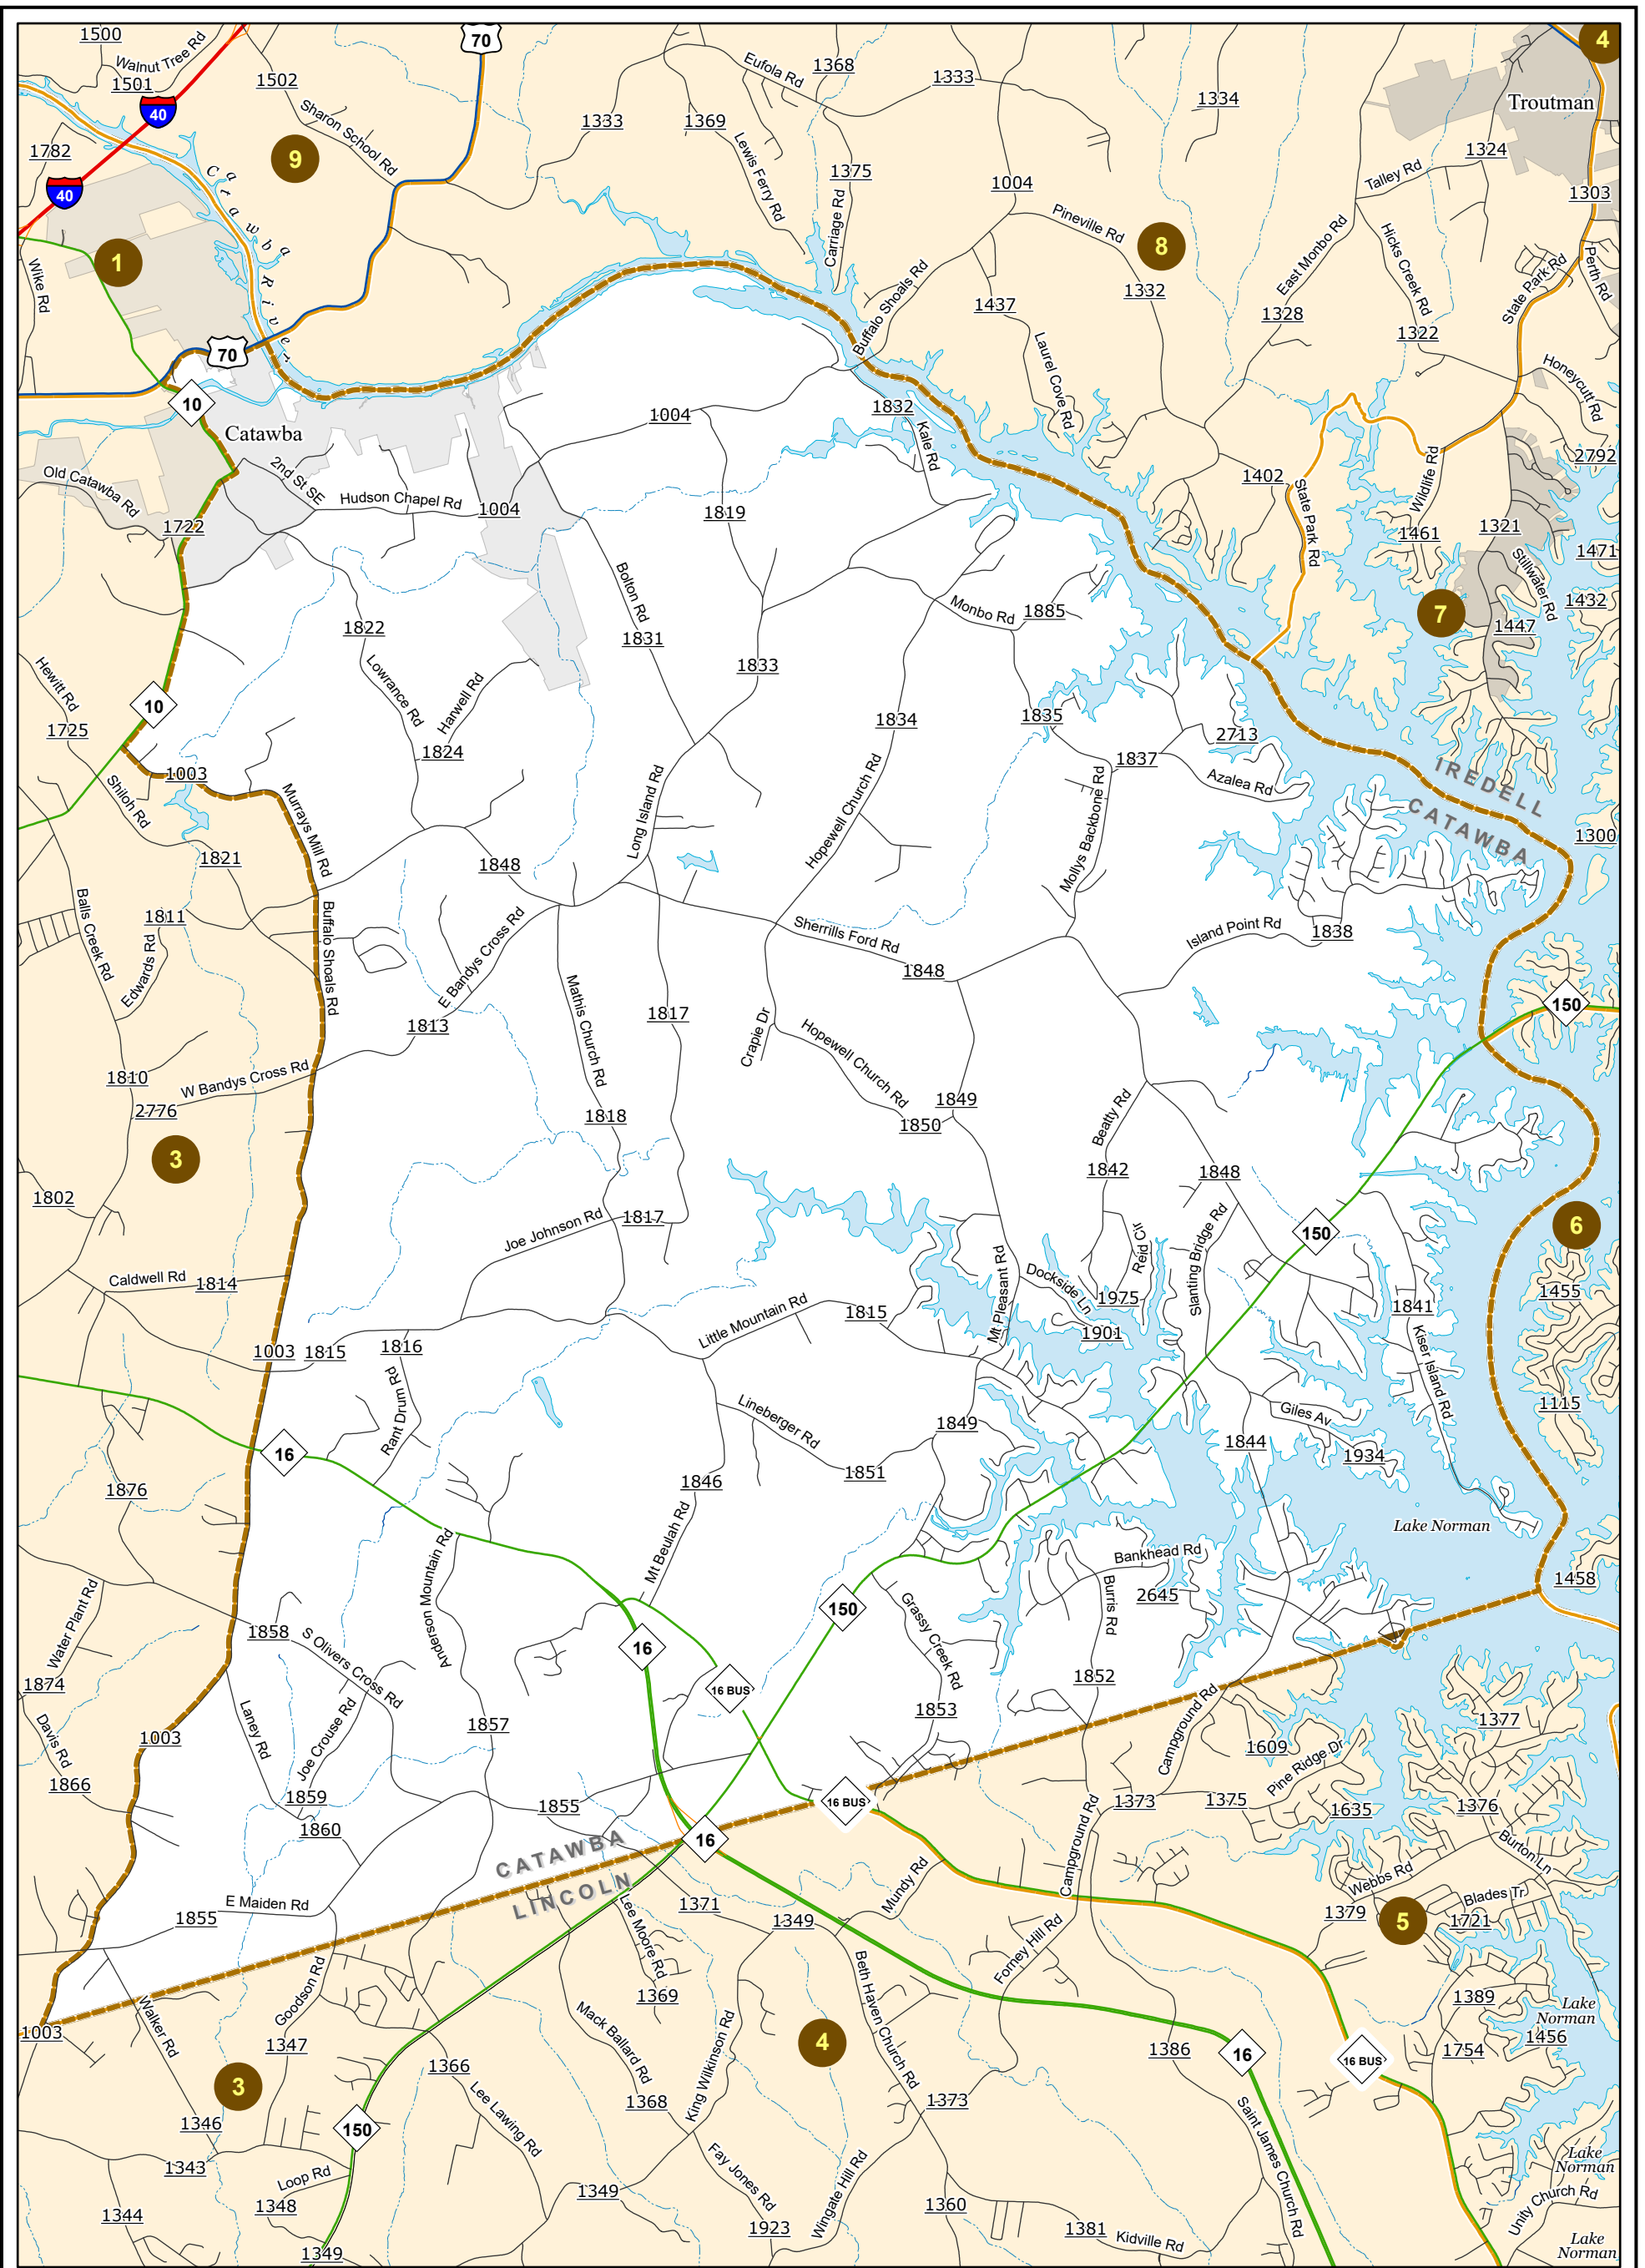 1500
Walnut Tree Rd
1501
40
1502
70
Sharon School Rd
1782
40
9
Catawba River
1
Wike Rd
70
10
Catawba
Eufola Rd
1368
1333
1334
4
Troutman
1333
1369
Lewis Ferry Rd
1375
Carriage Rd
1004
Pineville Rd
8
1324
Talley Rd
1303
East Monbo Rd
Hicks Creek Rd
State Park Rd
Perth Rd
1332
1437
1328
1322
Buffalo Shoals Rd
Laurel Cove Rd
Honeycutt Rd
2792
Old Catawba Rd
2nd St SE
Hudson Chapel Rd
1004
1722
1004
1832
Kale Rd
1819
1402
State Park Rd
Wildlife Rd
1461
1321
1471
Stillwater Rd
1432
7
1447
Bolton Rd
1822
1831
Monbo Rd
1885
1833
Lowrance Rd
Harwell Rd
1824
Hewitt Rd
1725
10
1003
Shiloh Rd
Murrays Mill Rd
1834
1835
2713
1837
Azalea Rd
IREDELL
CATAWBA
1300
Long Island Rd
Hopewell Church Rd
Mollys Backbone Rd
1821
1848
Balls Creek Rd
1811
Edwards Rd
Buffalo Shoals Rd
E Bandys Cross Rd
Sherrills Ford Rd
1848
Island Point Rd
1838
150
1813
Mathis Church Rd
1817
Crapie Dr
Hopewell Church Rd
1810
W Bandys Cross Rd
2776
1818
1849
1850
Beatty Rd
3
1802
1842
1848
6
Joe Johnson Rd
1817
150
Slanting Bridge Rd
Reid Cir
Caldwell Rd
1814
Mt Pleasant Rd
Dockside Ln
1975
1901
1455
1841
Kiser Island Rd
Little Mountain Rd
1815
1003
1815
1816
Rant Drum Rd
Lineberger Rd
1849
Giles Av
1115
1844
1934
16
1851
1846
1876
Lake Norman
Anderson Mountain Rd
Mt Beulah Rd
Bankhead Rd
Burris Rd
2645
1458
Water Plant Rd
150
Grassy Creek Rd
1858
S Olivers Cross Rd
16
16 BUS
1852
1874
Davis Rd
1003
Laney Rd
Joe Crouse Rd
1857
1853
Campground Rd
1377
1609
Pine Ridge Dr
1866
1859
1860
1855
16 BUS
1373
1375
1635
1376
16
CATAWBA
LINCOLN
Campground Rd
Burton Ln
Webbs Rd
Blades Tr
E Maiden Rd
1855
Lee Moore Rd
1371
1349
Mundy Rd
1379
5
1721
Forney Hill Rd
Beth Haven Church Rd
1003
Walker Rd
Goodson Rd
1347
1369
Mack Ballard Rd
King Wilkinson Rd
4
1389
Lake
Norman
1456
1754
1386
16
16 BUS
3
1366
Lee Lawing Rd
1368
1373
1346
150
Saint James Church Rd
1343
Loop Rd
Fay Jones Rd
Wingate Hill Rd
Lake
Norman
1348
1349
1360
Unity Church Rd
1344
1923
1381
Kidville Rd
1349
Lake
Norman